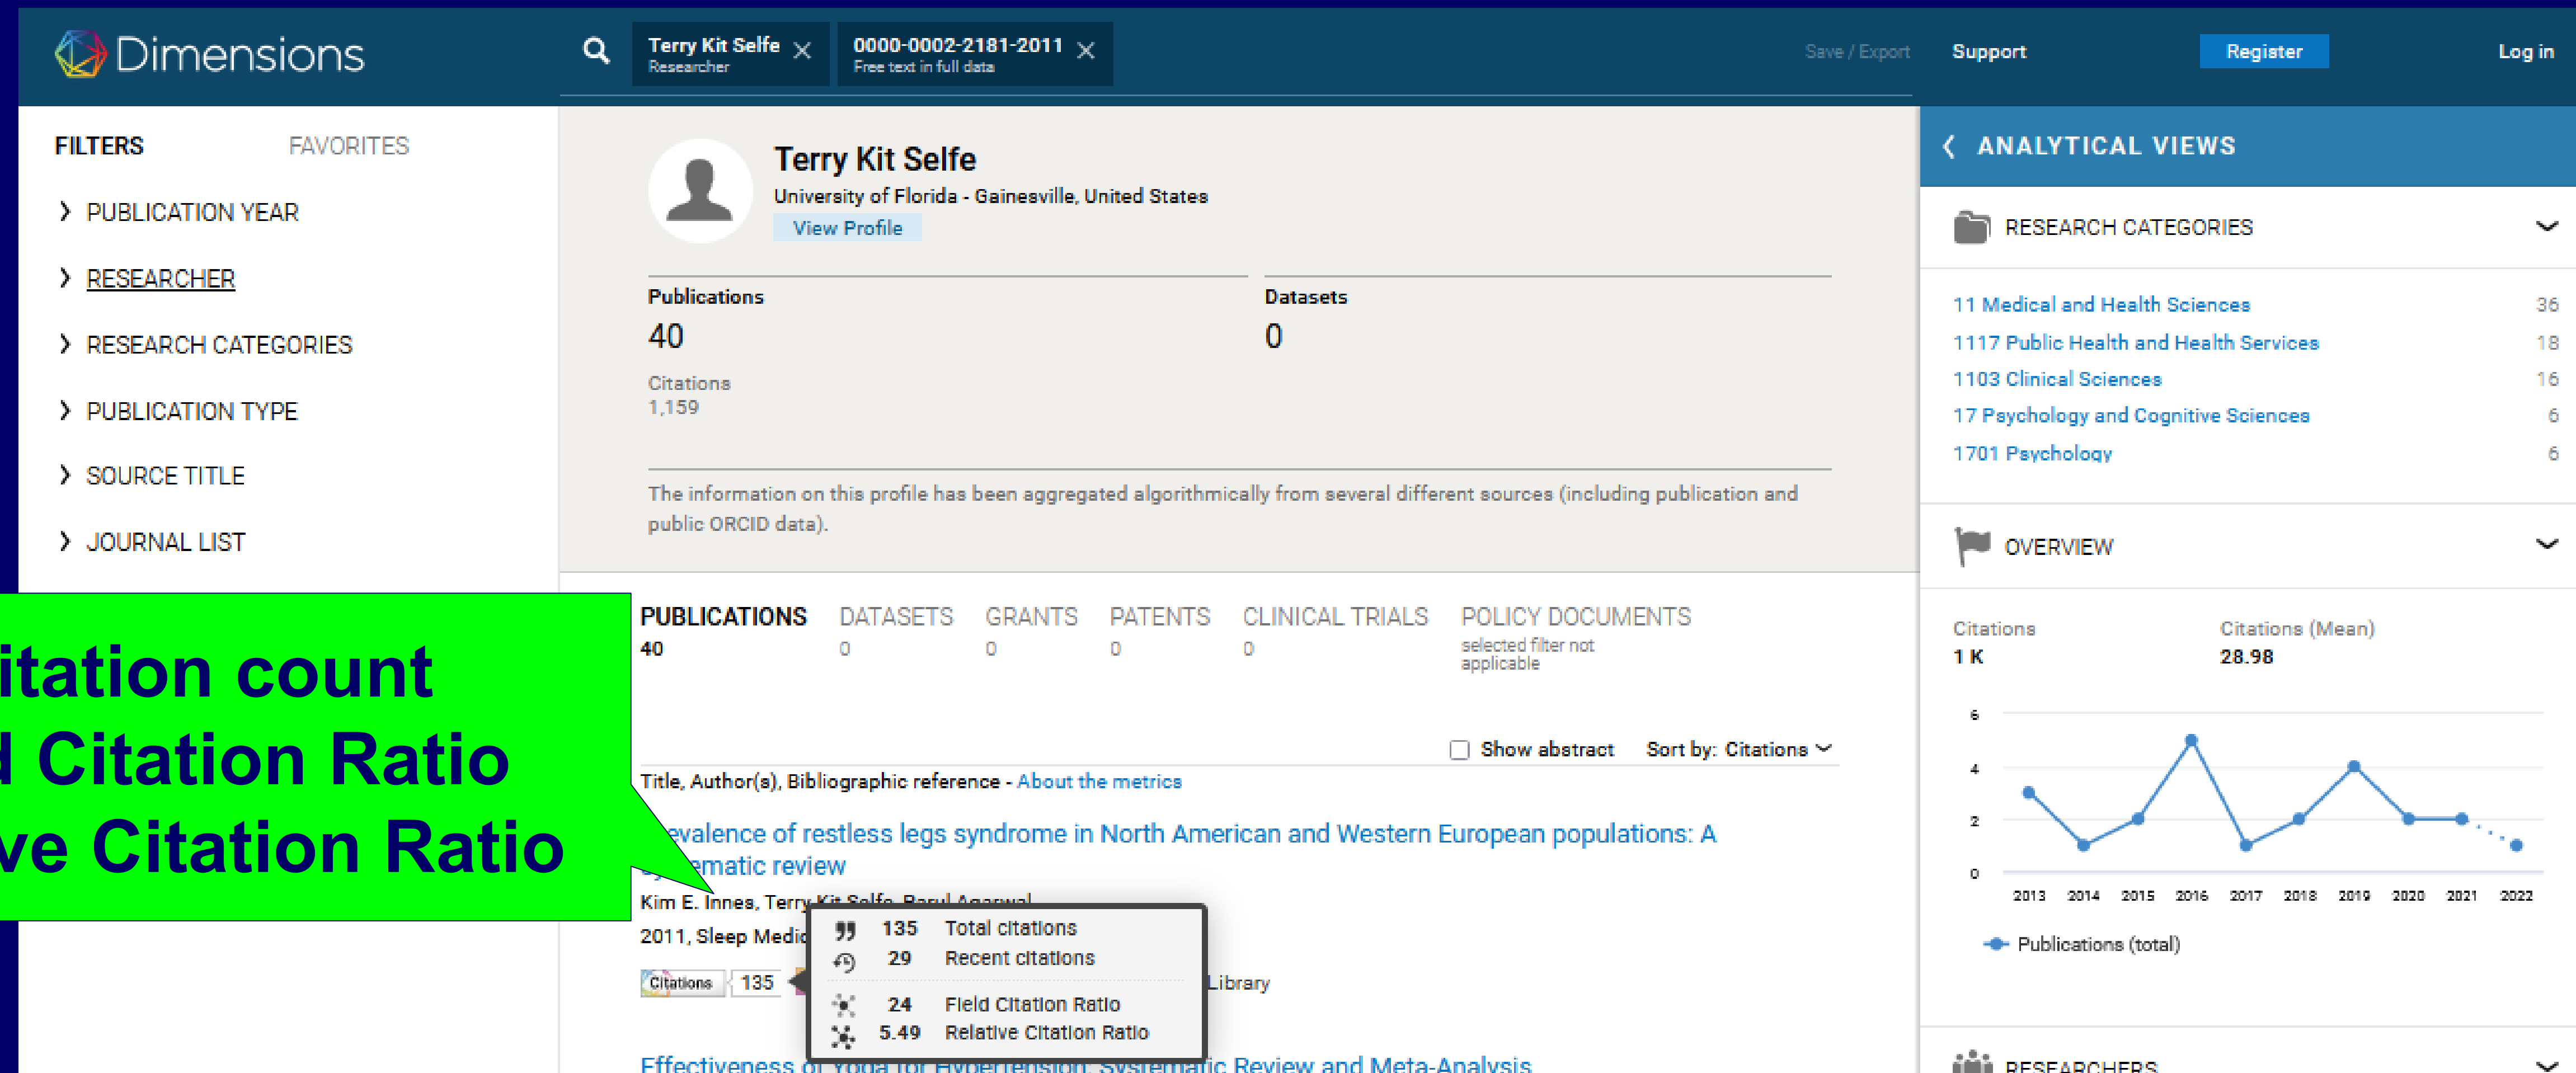 Dimensions
Terry Kit Selfe
Researcher
0000-0002-2181-2011
Free text in full data
Save / Export
Support
Register
Log in
FILTERS
FAVORITES
PUBLICATION YEAR
RESEARCHER
RESEARCH CATEGORIES
PUBLICATION TYPE
SOURCE TITLE
JOURNAL LIST
itation count
Citation Ratio
ve Citation Ratio
Terry Kit Selfe
University of Florida - Gainesville, United States
View Profile
Publications
40
Citations
1,159
Datasets
0
The information on this profile has been aggregated algorithmically from several different sources (including publication and
public ORCID data).
PUBLICATIONS
40
DATASETS
0
GRANTS
0
PATENTS
0
CLINICAL TRIALS
0
POLICY DOCUMENTS
selected filter not
applicable
Show abstract Sort by: Citations
Title, Author(s), Bibliographic reference - About the metrics
evalence of restless legs syndrome in North American and Western European populations: A
ematic review
Kim E. Innes, Terry Kit Selfe, Parul Agarwal
2011, Sleep Medic
Citations 135
Library
135 Total citations
29 Recent citations
24 Field Citation Ratio
5.49 Relative Citation Ratio
Effectiveness of Yoga for Hypertension: Systematic Review and Meta-Analysis
ANALYTICAL VIEWS
RESEARCH CATEGORIES
11 Medical and Health Sciences 36
1117 Public Health and Health Services 18
1103 Clinical Sciences 16
17 Psychology and Cognitive Sciences 6
1701 Psychology 6
OVERVIEW
Citations
1 K
Citations (Mean)
28.98
6
4
2
0
2013 2014 2015 2016 2017 2018 2019 2020 2021 2022
Publications (total)
RESEARCHERS